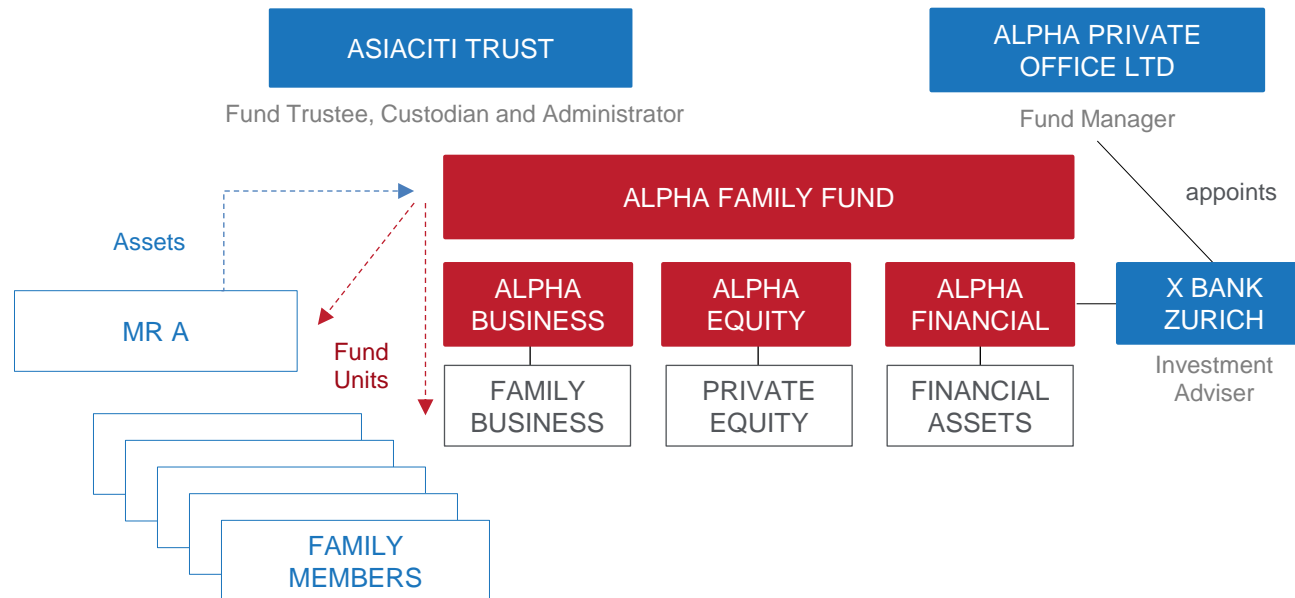 ASIACITI TRUST
Fund Trustee, Custodian and Administrator
ALPHA PRIVATE
OFFICE LTD
Fund Manager
ALPHA FAMILY FUND
appoints
Assets
MR A
Fund
Units
ALPHA
BUSINESS
ALPHA
EQUITY
ALPHA
FINANCIAL
X BANK
ZURICH
Investment
Adviser
FAMILY
BUSINESS
PRIVATE
EQUITY
FINANCIAL
ASSETS
FAMILY
MEMBERS